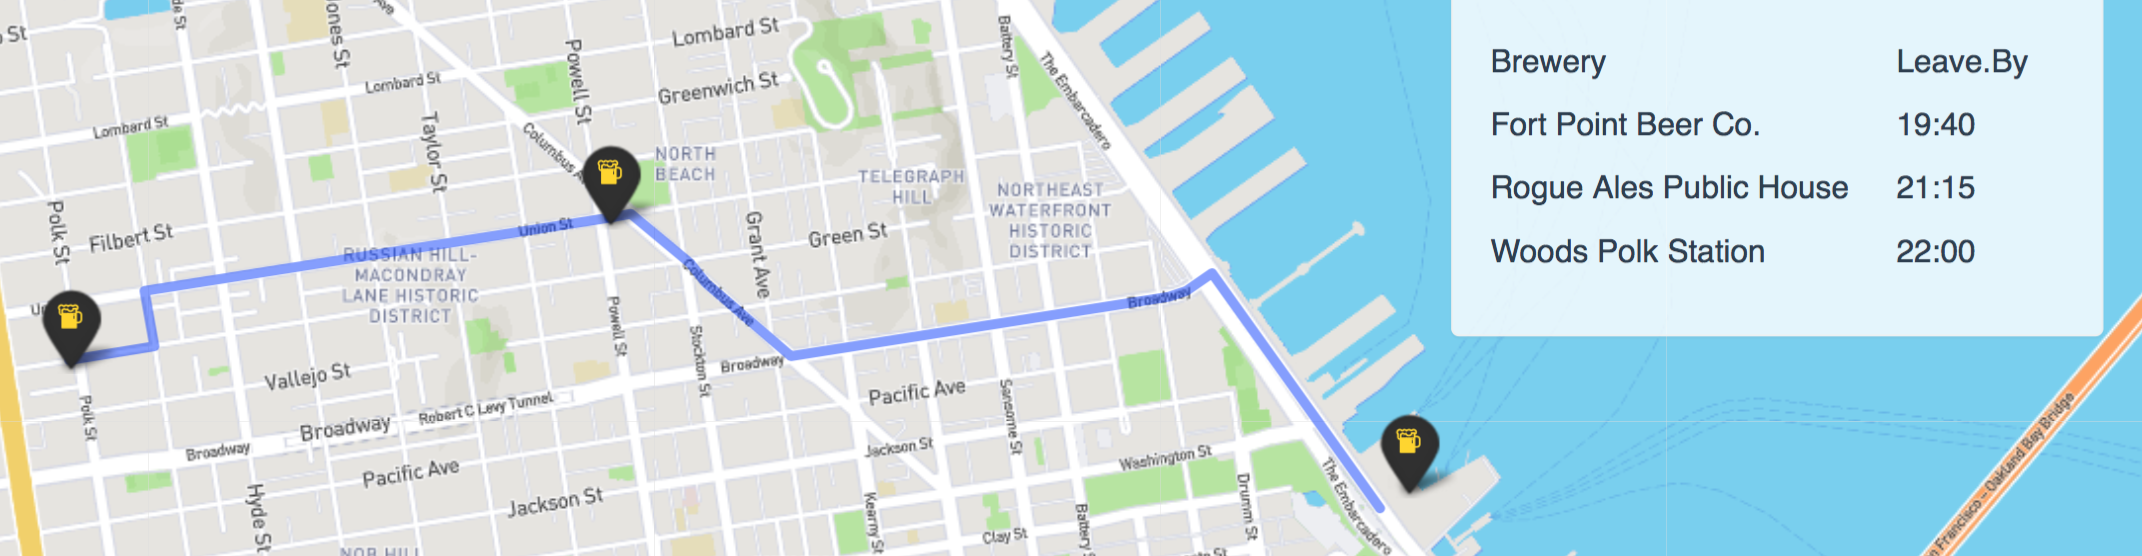 Brewery Leave.By
Fort Point Beer Co. 19:40
Rogue Ales Public House 21:15
Woods Polk Station 22:00
St
Jones St
Powell St
Lombard St
Battery St
The Embarcadero
Greenwich St
Lombard St
Lombard St
Taylor St
Columbus A
NORTH
BEACH
TELEGRAPH
HILL
NORTHEAST
WATERFRONT
HISTORIC
DISTRICT
Polk St
Filbert St
Union St
Grant Ave
Green St
RUSSIAN HILL-
MACONDRAY
LANE HISTORIC
DISTRICT
Columbus Ave
Broadway
Powell St
Stockton St
Broadway
Vallejo St
Pacific Ave
Sansome St
Polk St
Robert C Levy Tunnel
Broadway
Broadway
Pacific Ave
Jackson St
Washington St
The Embarcadero
Hyde St
Jackson St
Kearny St
Battery S
Drumm St
Clay St
NOB HILL
San Francisco – Oakland Bay Bridge